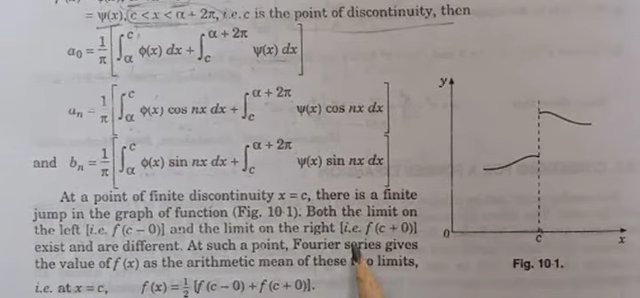 = ψ(x), c < x < α + 2π, i.e. c is the point of discontinuity, then
a₀ = 1/π [∫_α^c φ(x) dx + ∫_c^{α + 2π} ψ(x) dx]
aₙ = 1/π [∫_α^c φ(x) cos nx dx + ∫_c^{α + 2π} ψ(x) cos nx dx]
and bₙ = 1/π [∫_α^c φ(x) sin nx dx + ∫_c^{α + 2π} ψ(x) sin nx dx]
At a point of finite discontinuity x = c, there is a finite
jump in the graph of function (Fig. 10·1). Both the limit on
the left [i.e. f (c – 0)] and the limit on the right [i.e. f (c + 0)]
exist and are different. At such a point, Fourier series gives
the value of f (x) as the arithmetic mean of these limits,
i.e. at x = c, f (x) = ½ [f (c – 0) + f (c + 0)].
y
0
c
x
Fig. 10·1.